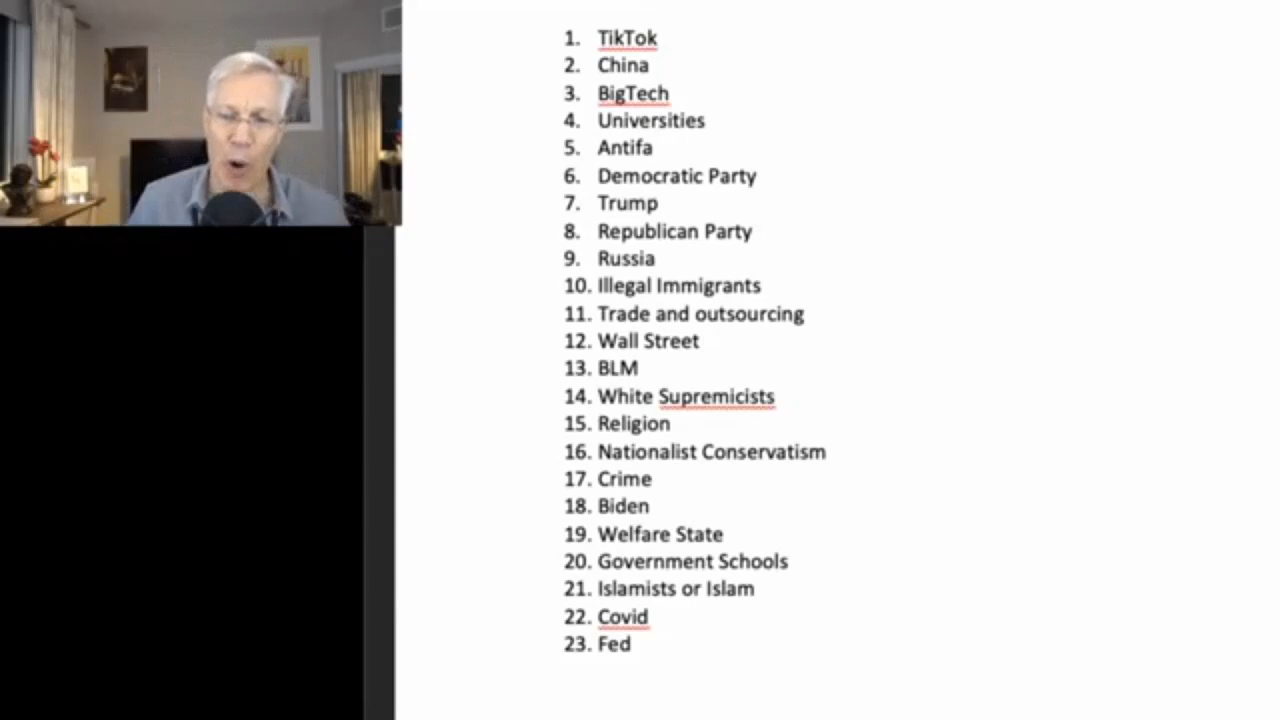 1. TikTok
2. China
3. BigTech
4. Universities
5. Antifa
6. Democratic Party
7. Trump
8. Republican Party
9. Russia
10. Illegal Immigrants
11. Trade and outsourcing
12. Wall Street
13. BLM
14. White Supremicists
15. Religion
16. Nationalist Conservatism
17. Crime
18. Biden
19. Welfare State
20. Government Schools
21. Islamists or Islam
22. Covid
23. Fed